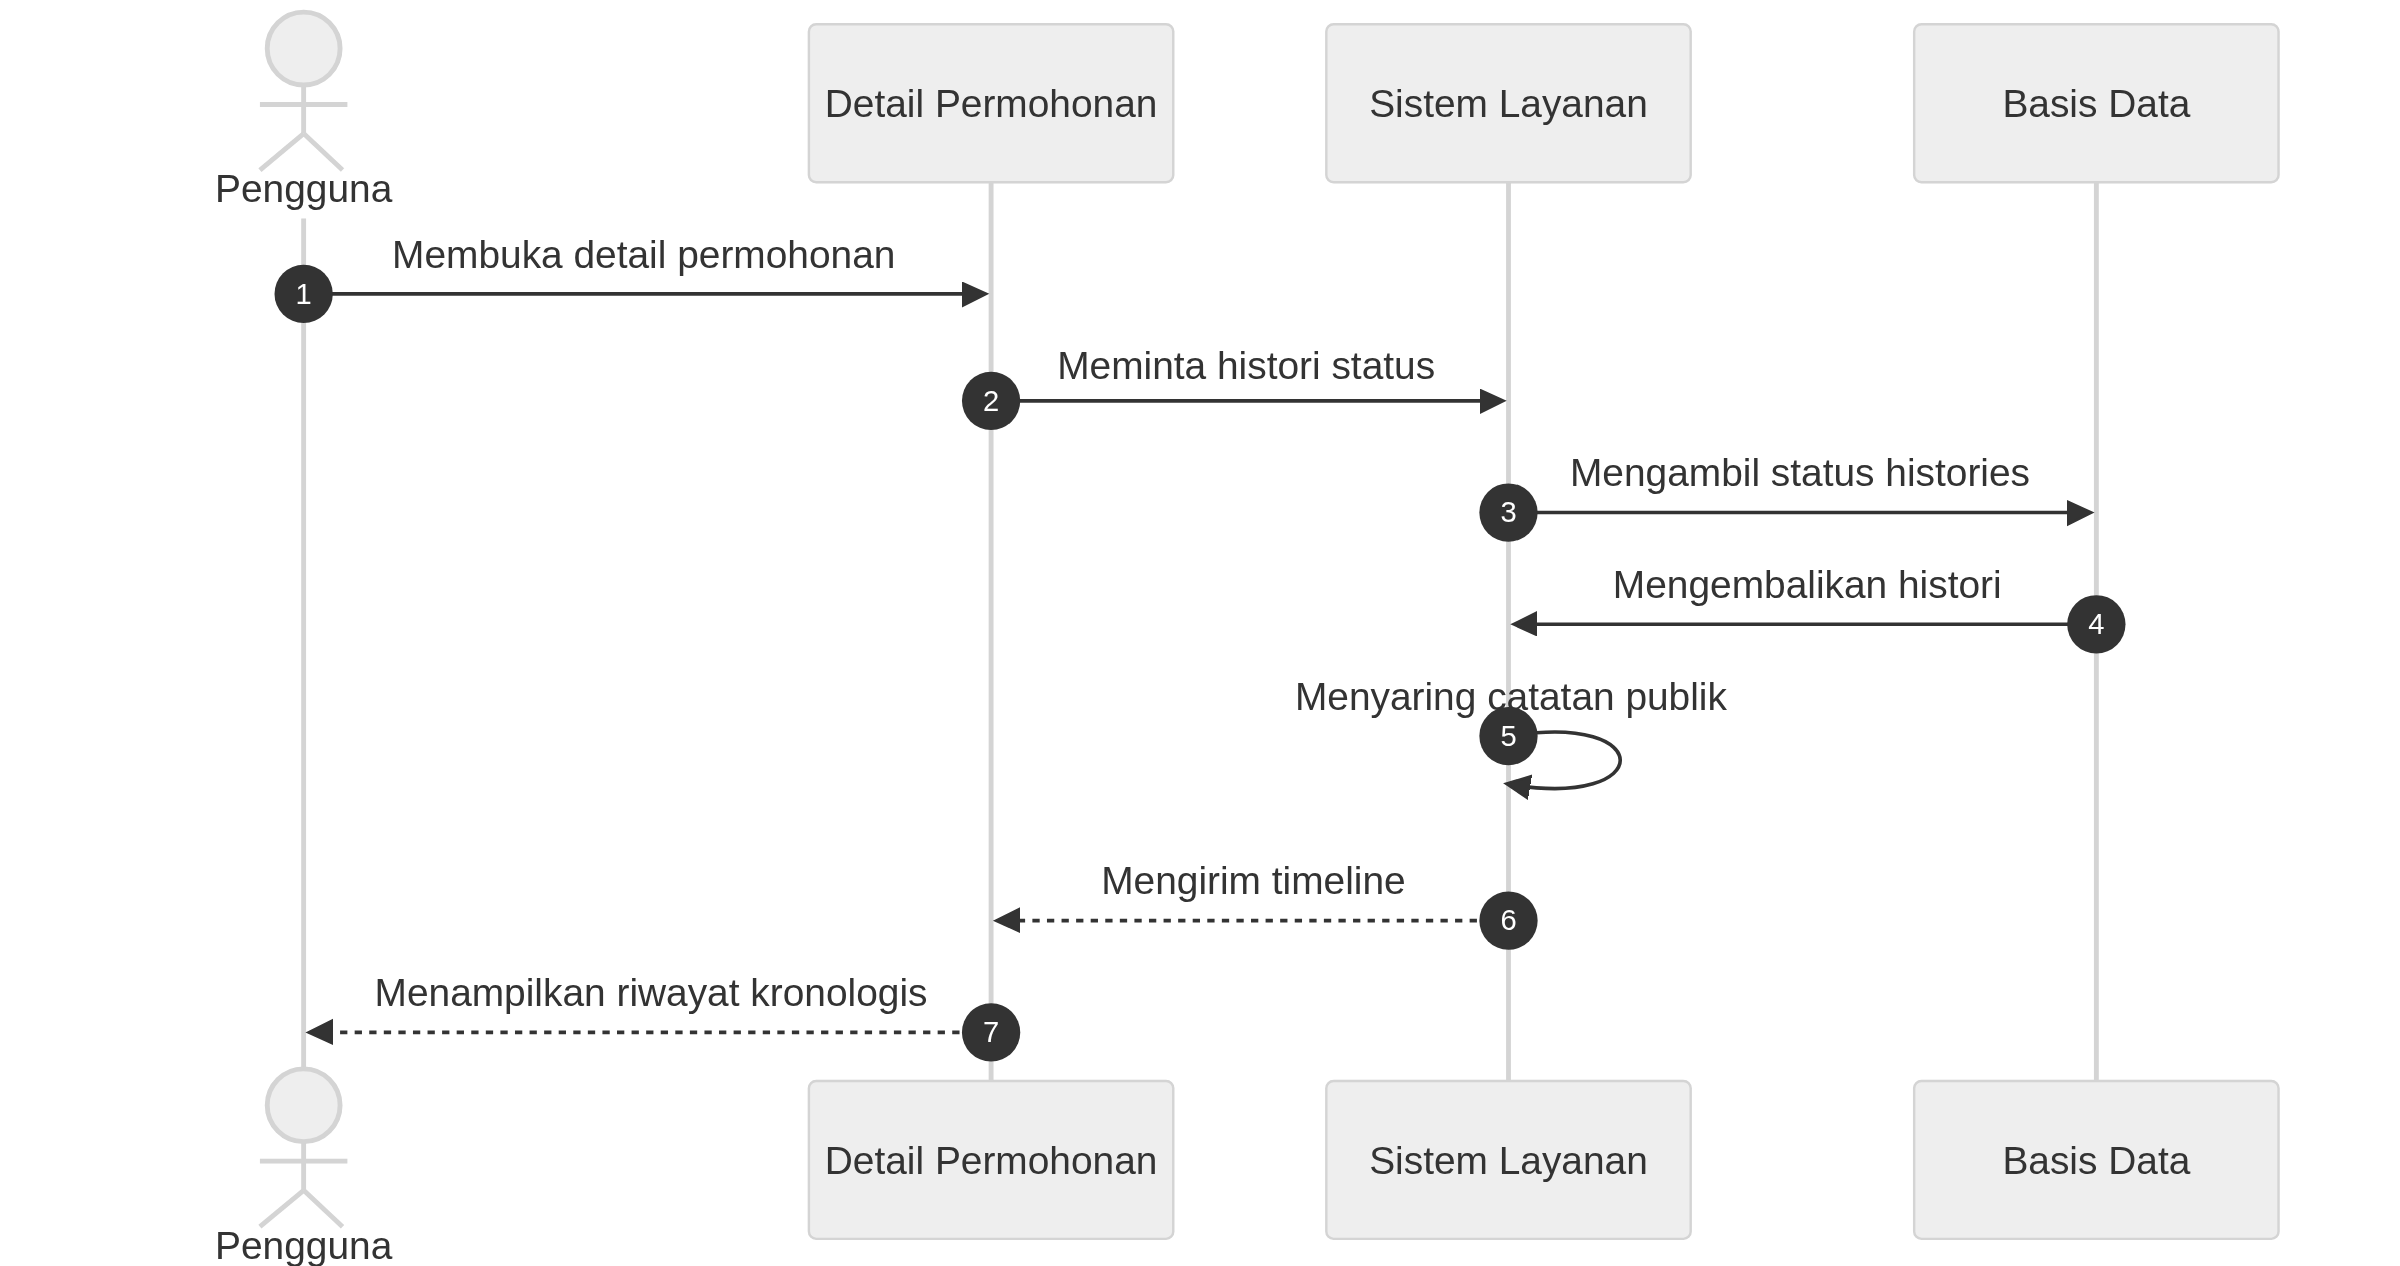 Pengguna
Detail Permohonan
Sistem Layanan
Basis Data
Membuka detail permohonan
1
Meminta histori status
2
Mengambil status histories
3
Mengembalikan histori
4
Menyaring catatan publik
5
Mengirim timeline
6
Menampilkan riwayat kronologis
7
Pengguna
Detail Permohonan
Sistem Layanan
Basis Data